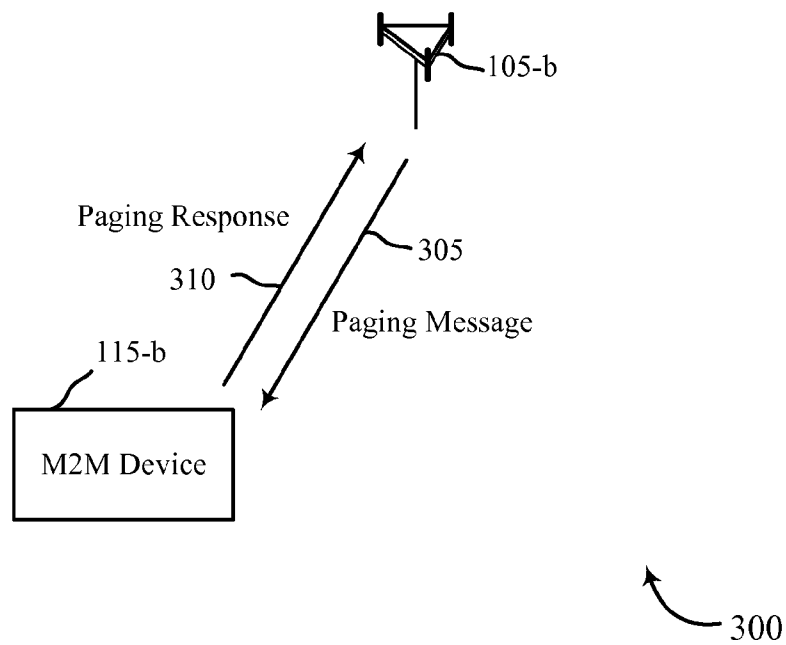 105-b
Paging Response
305
310
Paging Message
115-b
M2M Device
300